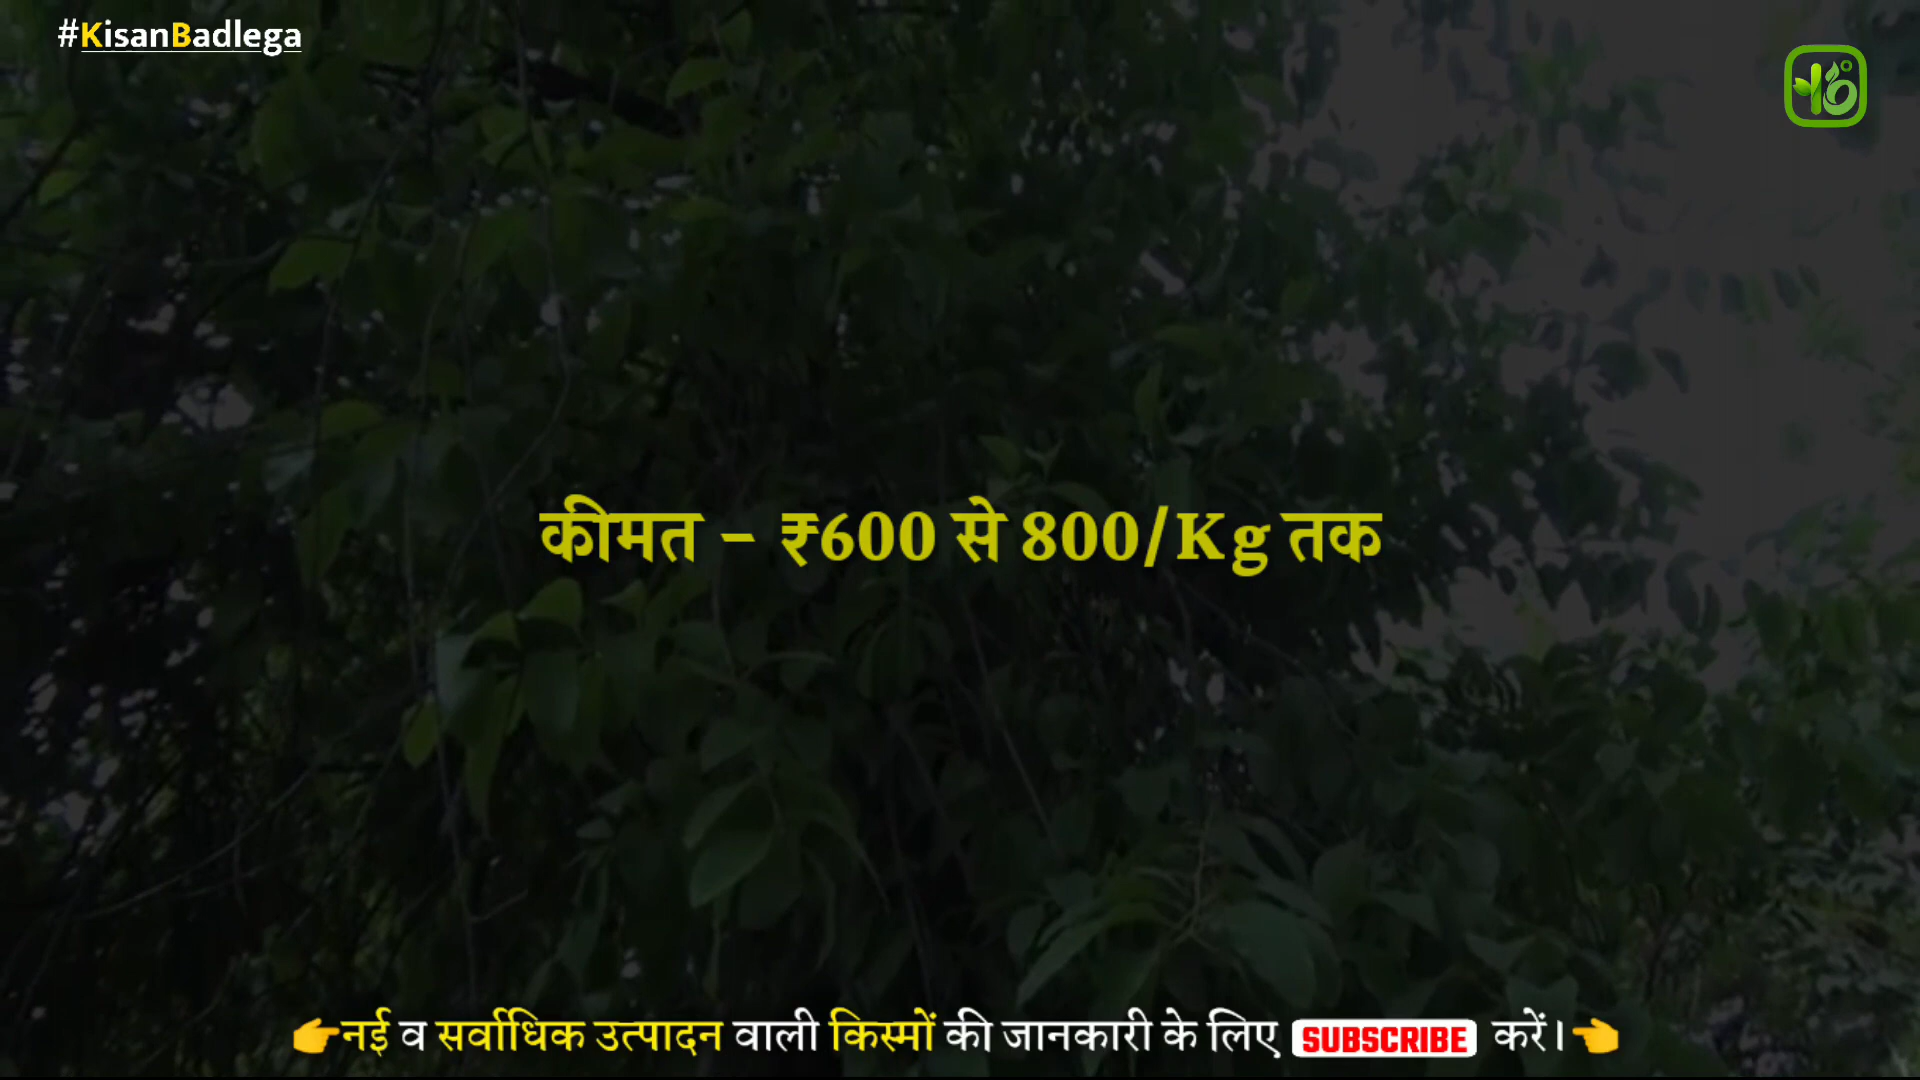 #KisanBadlega
कीमत – ₹600 से 800/Kg तक
👉नई व सर्वाधिक उत्पादन वाली किस्मों की जानकारी के लिए SUBSCRIBE करें।👈